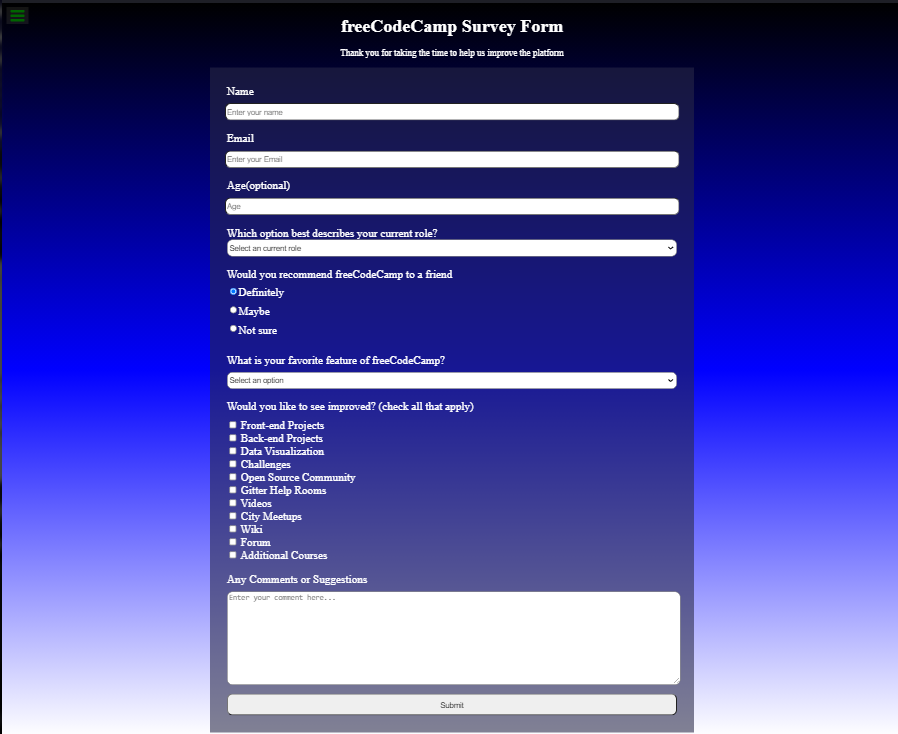 freeCodeCamp Survey Form
Thank you for taking the time to help us improve the platform
Name
Enter your name
Email
Enter your Email
Age(optional)
Age
Which option best describes your current role?
Select an current role
Would you recommend freeCodeCamp to a friend
Definitely
Maybe
Not sure
What is your favorite feature of freeCodeCamp?
Select an option
Would you like to see improved? (check all that apply)
Front-end Projects
Back-end Projects
Data Visualization
Challenges
Open Source Community
Gitter Help Rooms
Videos
City Meetups
Wiki
Forum
Additional Courses
Any Comments or Suggestions
Enter your comment here...
Submit